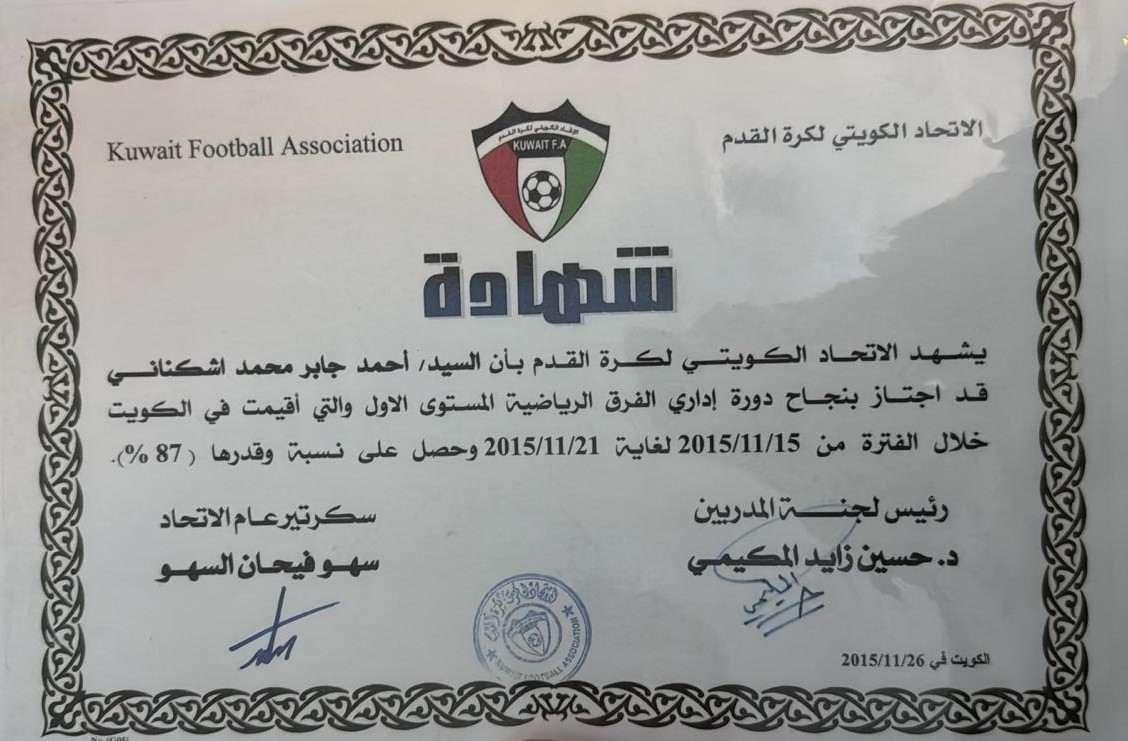 Kuwait Football Association
الاتحاد الكويتي لكرة القدم
الاتحاد الكويتي لكرة القدم
KUWAIT F.A
شهادة
يشهد الاتحاد الكويتي لكرة القدم بأن السيد/ أحمد جابر محمد اشكناني
قد اجتاز بنجاح دورة إداري الفرق الرياضية المستوى الاول والتي أقيمت في الكويت
خلال الفترة من 2015/11/15 لغاية 2015/11/21 وحصل على نسبة وقدرها (87 %).
رئيس لجنة المدربين
د. حسين زايد المكيمي
سكرتير عام الاتحاد
سهو فيحان السهو
KUWAIT FOOTBALL ASSOCIATION
الكويت في 2015/11/26